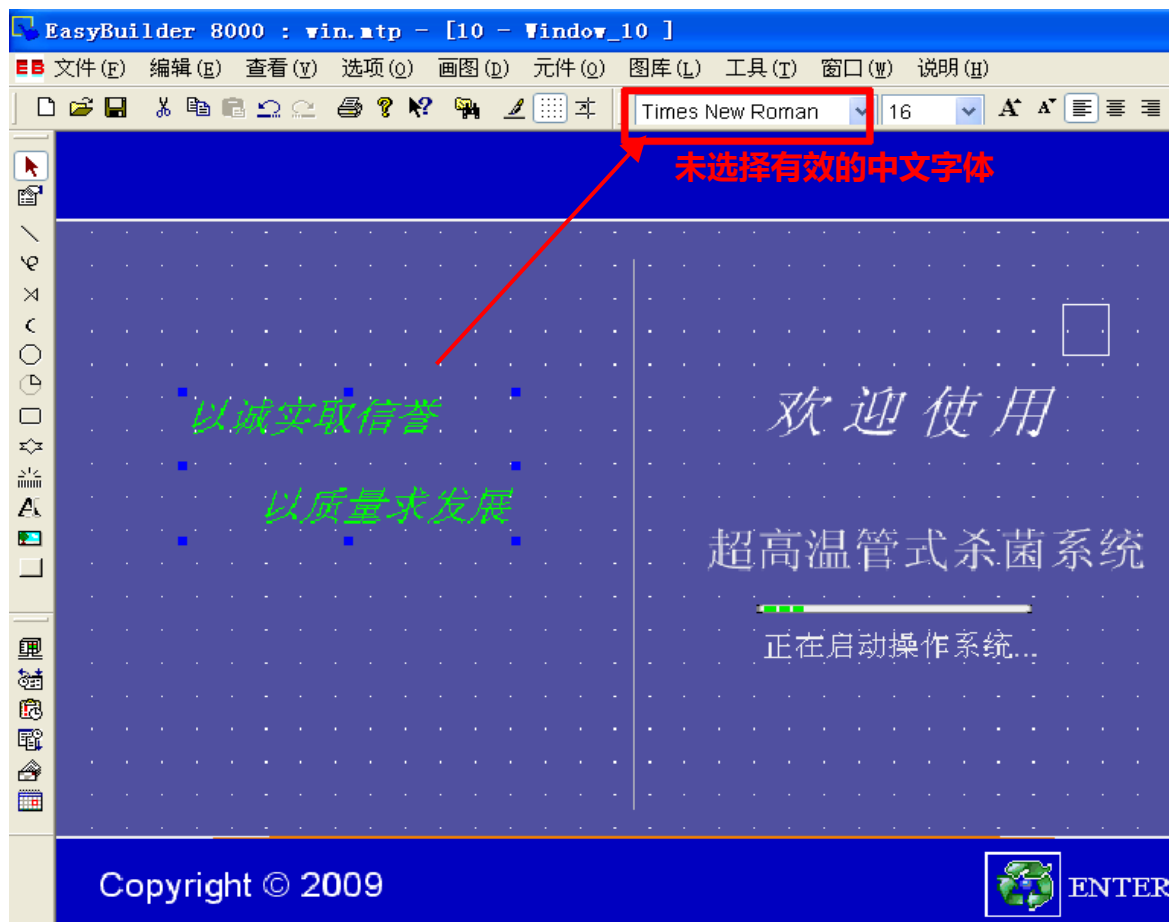 EasyBuilder 8000 : win.mtp - [10 - Window_10 ]
EB 文件(F) 编辑(E) 查看(V) 选项(O) 画图(D) 元件(O) 图库(L) 工具(T) 窗口(W) 说明(H)
Times New Roman 16
未选择有效的中文字体
以诚实取信誉
以质量求发展
欢迎使用
超高温管式杀菌系统
正在启动操作系统...
Copyright © 2009
ENTER